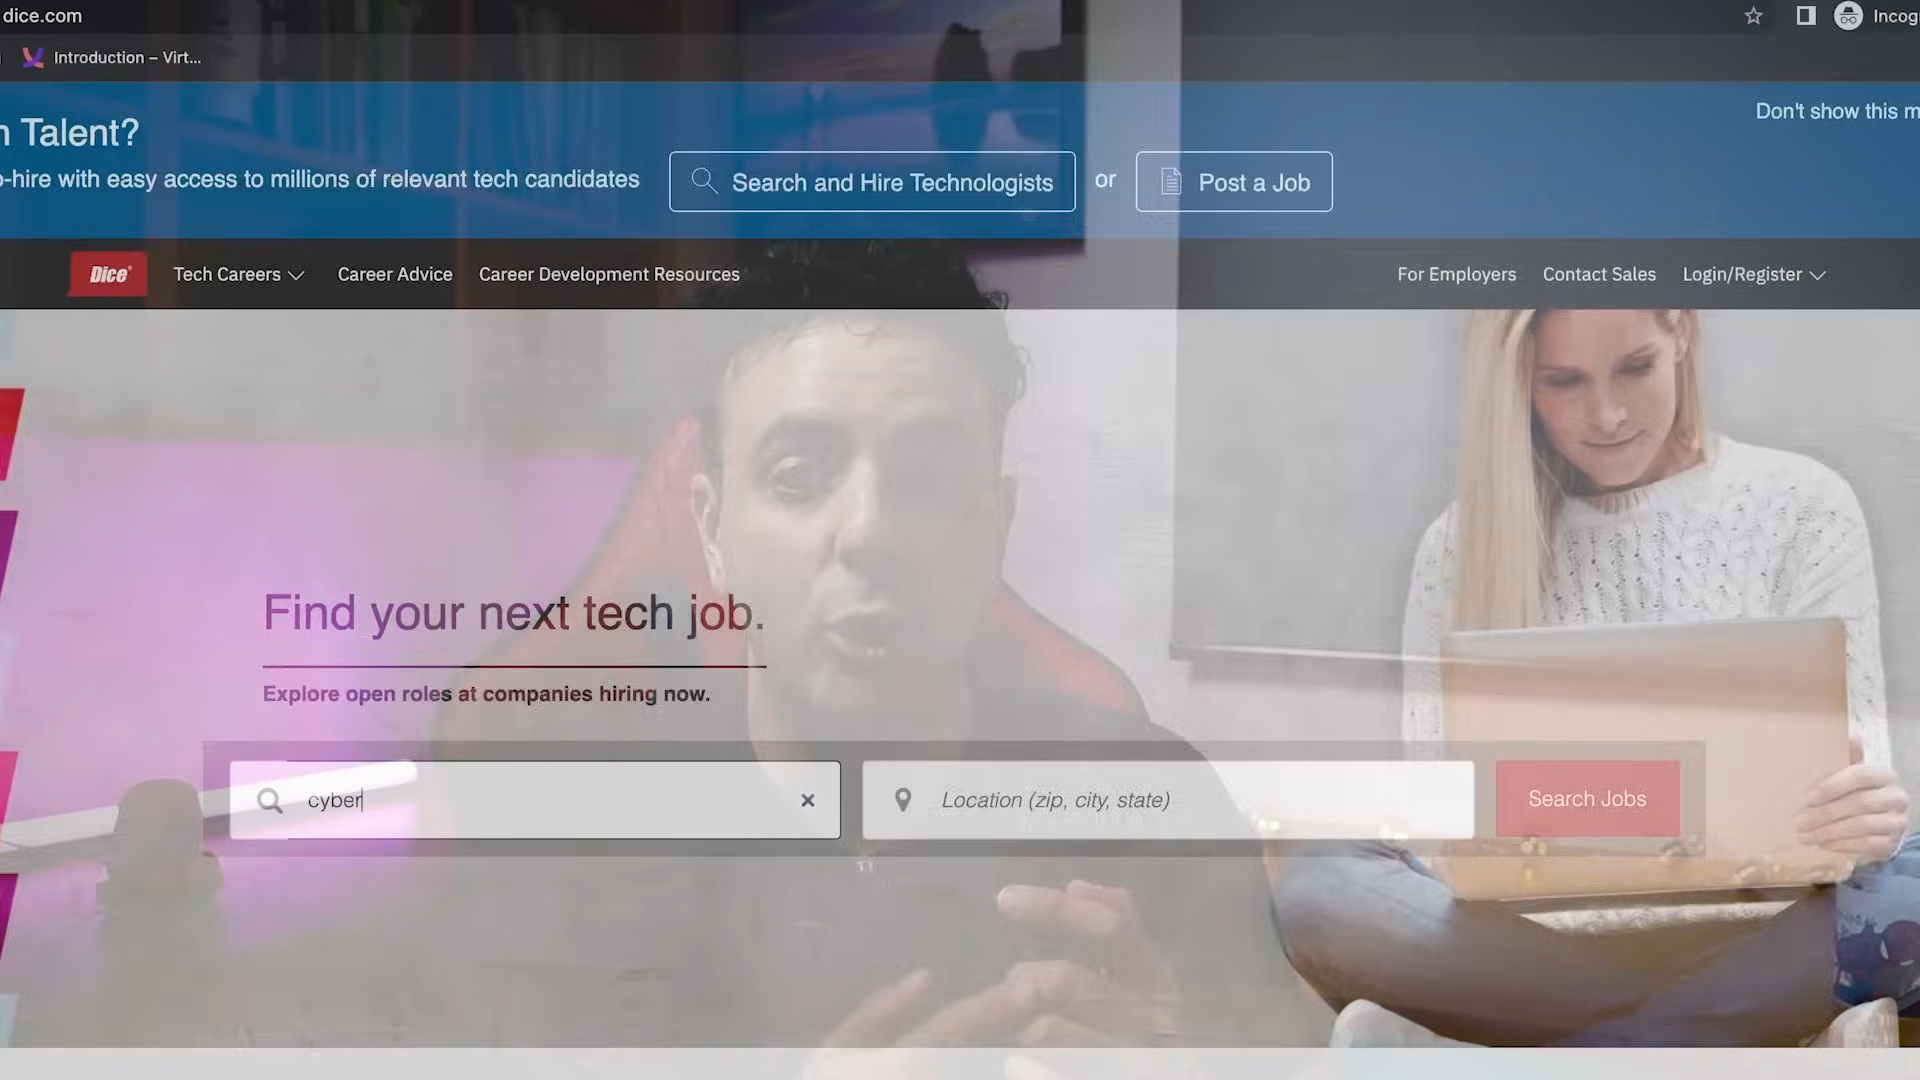 dice.com
Incog
Introduction – Virt...
Don't show this m
n Talent?
o-hire with easy access to millions of relevant tech candidates
Search and Hire Technologists
or
Post a Job
Dice
Tech Careers
Career Advice
Career Development Resources
For Employers
Contact Sales
Login/Register
Find your next tech job.
Explore open roles at companies hiring now.
cyber
Location (zip, city, state)
Search Jobs